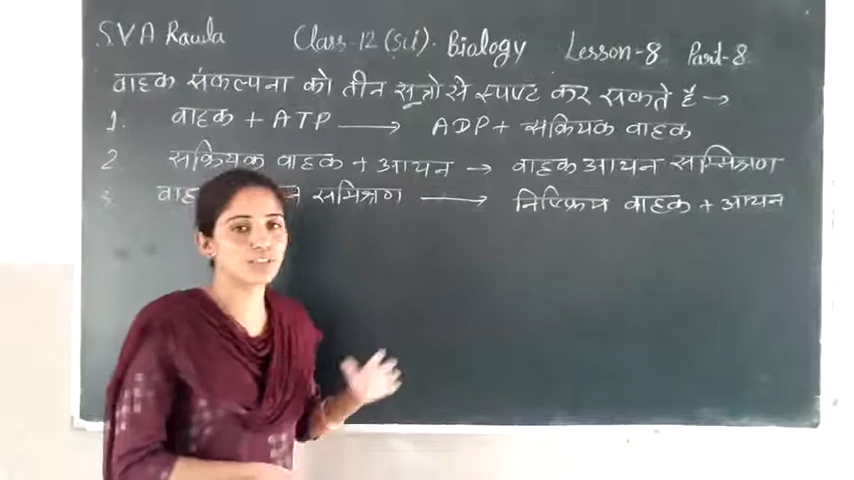 S.V.A Rawla Class-12 (Sci). Biology Lesson-8 Part-8
वाहक संकल्पना को तीन सूत्रो से स्पष्ट कर सकते है →
1. वाहक + ATP → ADP + सक्रियक वाहक
2 सक्रियक वाहक + आयन → वाहक आयन सम्मिश्रण
3. समिश्रण → निष्क्रिय वाहक + आयन